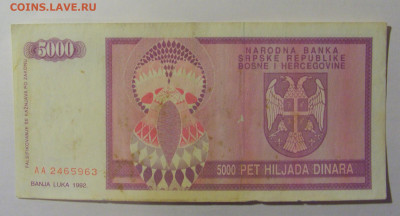 COINS.LAVE.RU
5000
NARODNA BANKA
SRPSKE REPUBLIKE
BOSNE I HERCEGOVINE
AA 2465963
5000 PET HILJADA DINARA
BANJA LUKA 1992.